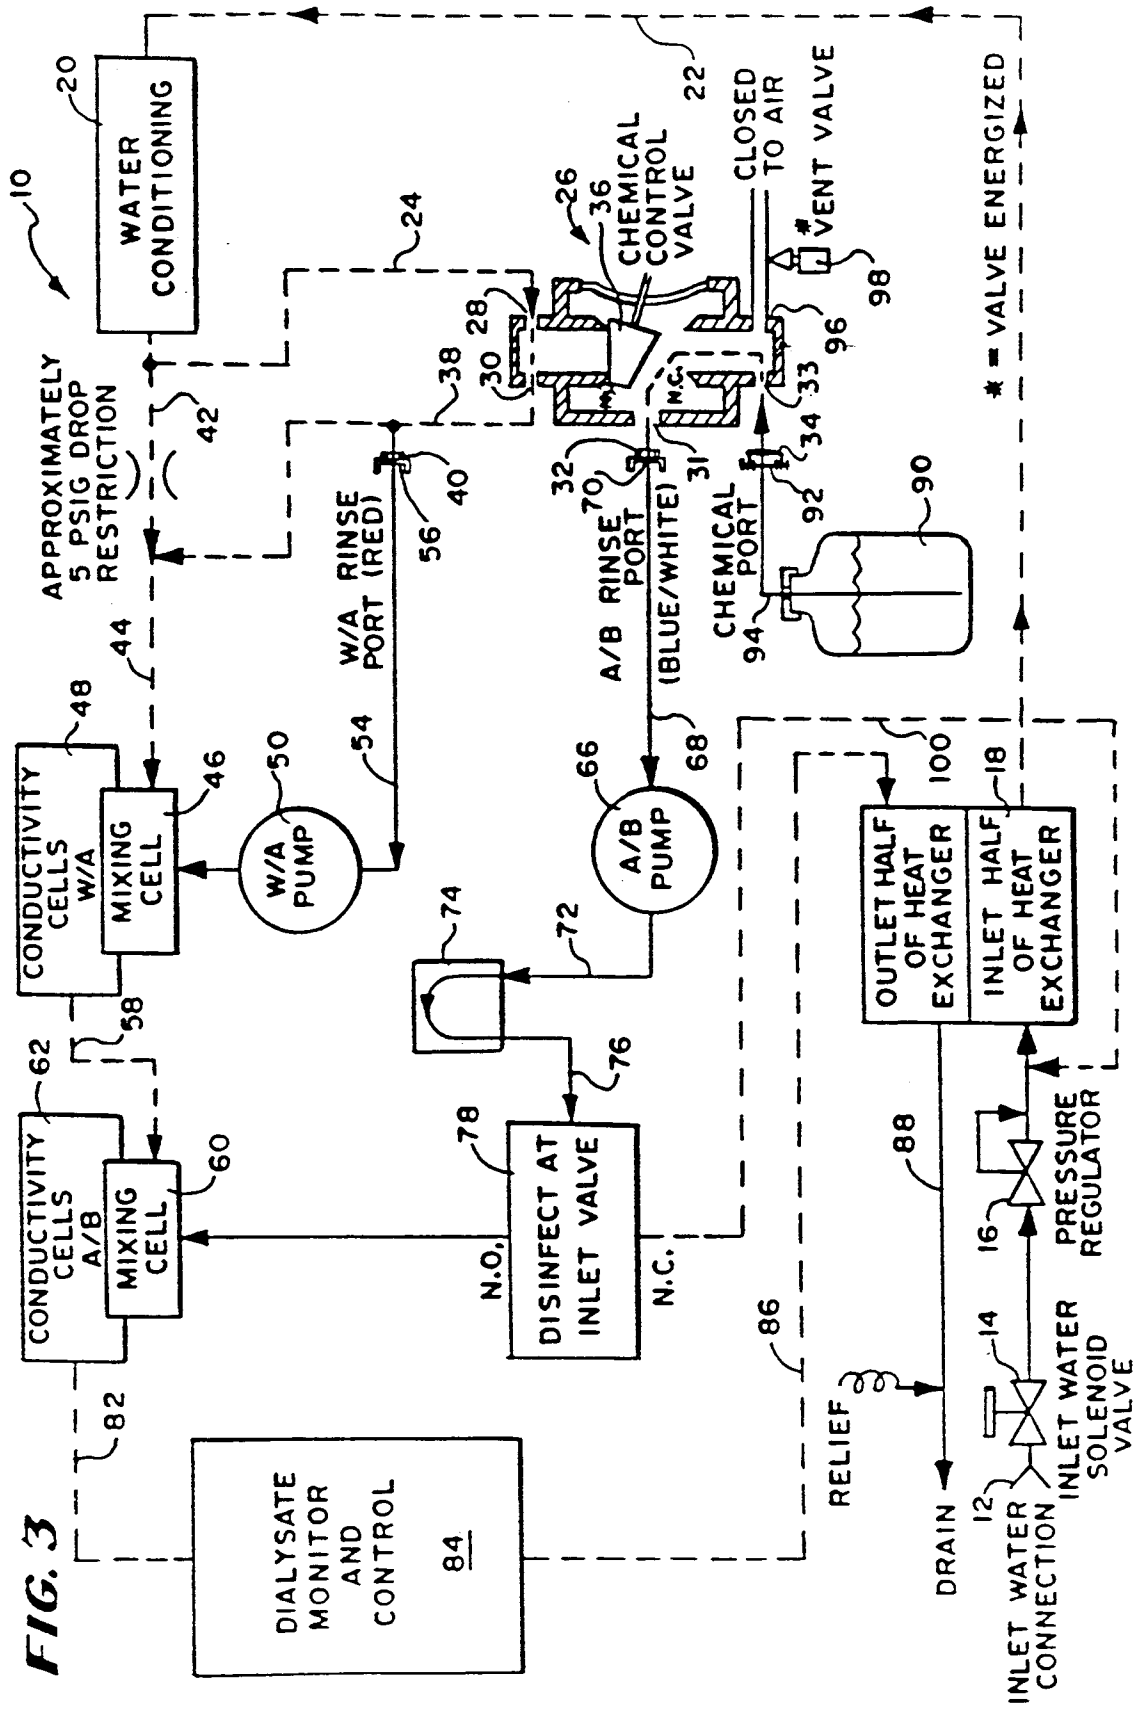 FIG. 3
10
20
WATER
CONDITIONING
APPROXIMATELY
5 PSIG DROP
RESTRICTION
42
44
24
22
38
28
30
26
36
CHEMICAL
CONTROL
VALVE
N.C.
CLOSED
TO AIR
*
VENT VALVE
98
96
33
34
31
32
70
40
56
W/A RINSE
PORT (RED)
A/B RINSE
PORT
(BLUE/WHITE)
CHEMICAL
PORT
92
94
90
* = VALVE ENERGIZED
48
CONDUCTIVITY
CELLS
W/A
MIXING
CELL
46
50
W/A
PUMP
54
66
A/B
PUMP
68
72
74
76
58
62
CONDUCTIVITY
CELLS
A/B
MIXING
CELL
60
78
DISINFECT AT
INLET VALVE
N.O.
N.C.
100
18
OUTLET HALF
OF HEAT
EXCHANGER
INLET HALF
OF HEAT
EXCHANGER
82
DIALYSATE
MONITOR
AND
CONTROL
84
86
88
RELIEF
DRAIN
16
PRESSURE
REGULATOR
14
INLET WATER
SOLENOID
VALVE
12
INLET WATER
CONNECTION